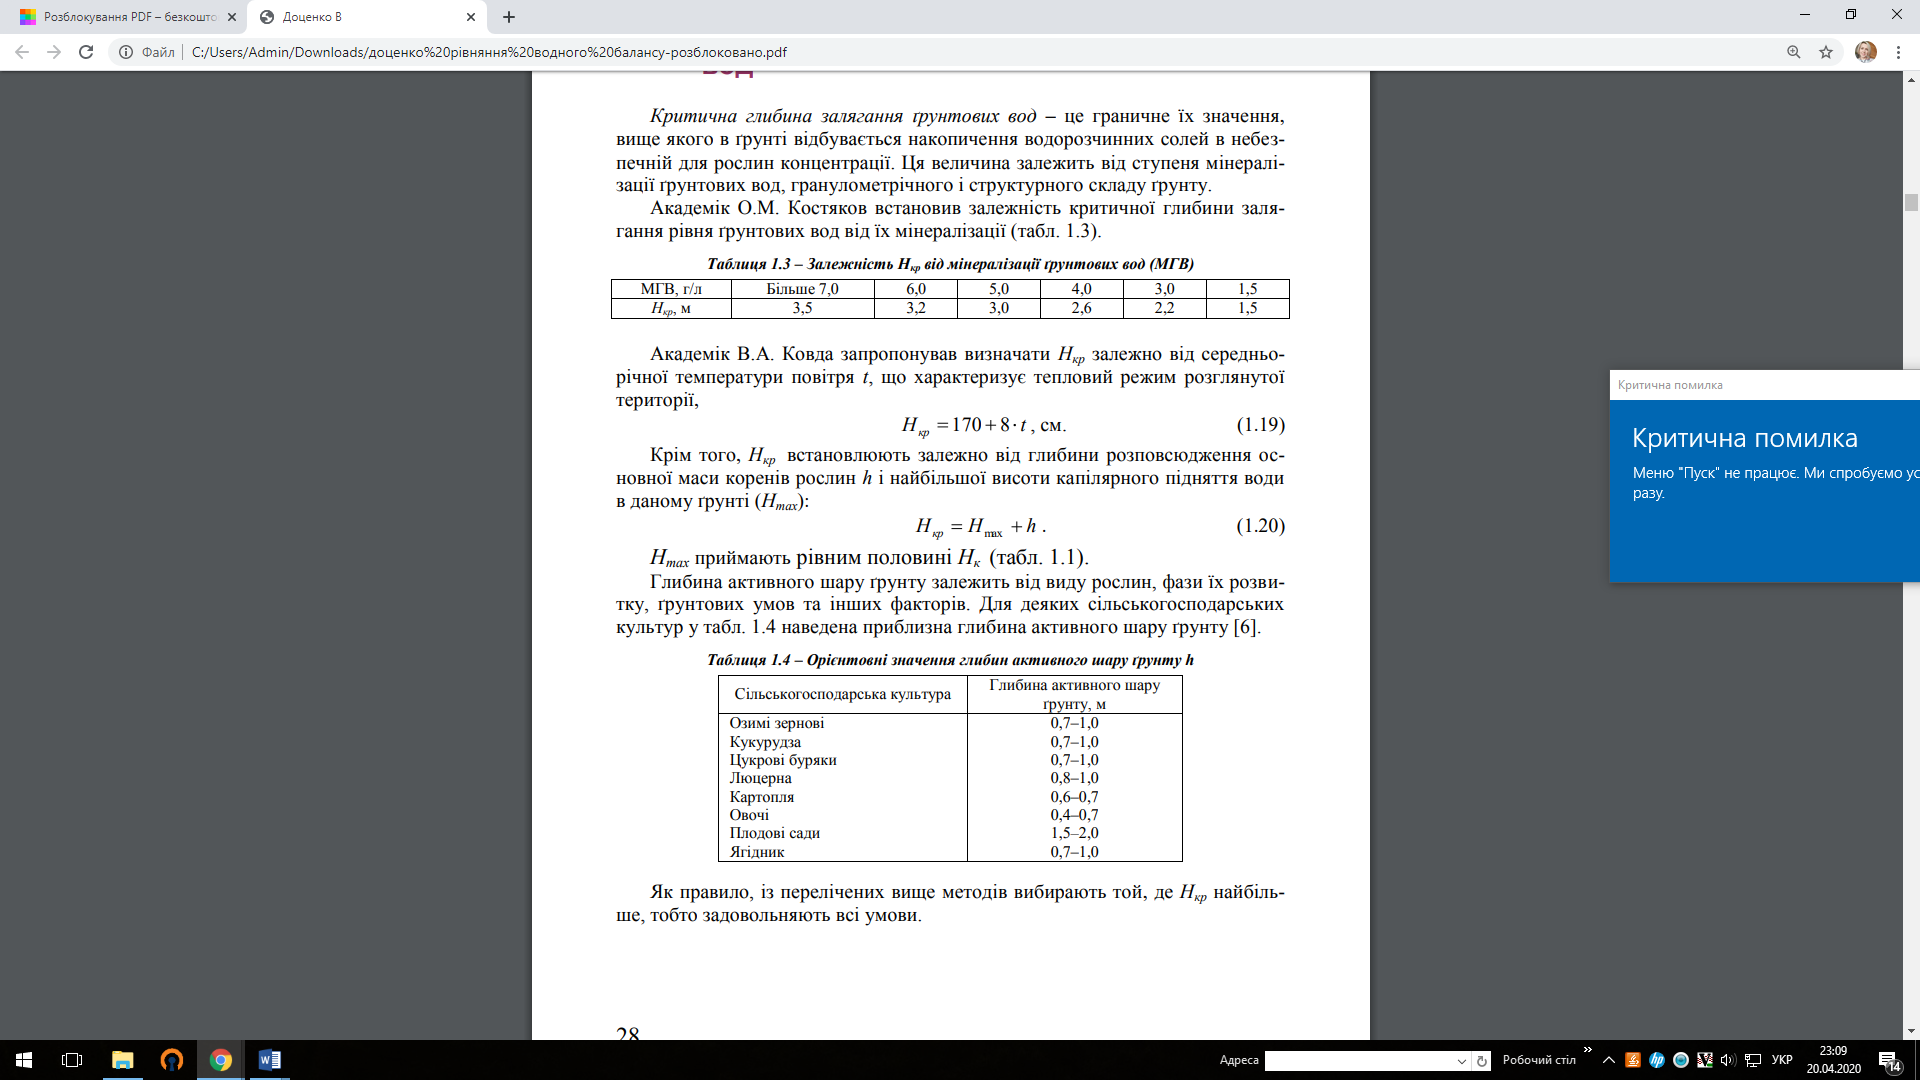 Розблокування PDF – безкошто
Доценко В
Файл
C:/Users/Admin/Downloads/доценко%20рівняння%20водного%20балансу-розблоковано.pdf
ВОД
Критична глибина залягання ґрунтових вод – це граничне їх значення,
вище якого в ґрунті відбувається накопичення водорозчинних солей в небез-
печній для рослин концентрації. Ця величина залежить від ступеня мінералі-
зації ґрунтових вод, гранулометрічного і структурного складу ґрунту.
Академік О.М. Костяков встановив залежність критичної глибини заля-
гання рівня ґрунтових вод від їх мінералізації (табл. 1.3).
Таблиця 1.3 – Залежність Hкр від мінералізації ґрунтових вод (МГВ)
МГВ, г/л Більше 7,0 6,0 5,0 4,0 3,0 1,5
Hкр, м 3,5 3,2 3,0 2,6 2,2 1,5
Академік В.А. Ковда запропонував визначати Hкр залежно від середньо-
річної температури повітря t, що характеризує тепловий режим розглянутої
території,
Hкр = 170 + 8 · t , см. (1.19)
Крім того, Hкр встановлюють залежно від глибини розповсюдження ос-
новної маси коренів рослин h і найбільшої висоти капілярного підняття води
в даному ґрунті (Hmax):
Hкр = Hmax + h . (1.20)
Hmax приймають рівним половині Hк (табл. 1.1).
Глибина активного шару ґрунту залежить від виду рослин, фази їх розви-
тку, ґрунтових умов та інших факторів. Для деяких сільськогосподарських
культур у табл. 1.4 наведена приблизна глибина активного шару ґрунту [6].
Таблиця 1.4 – Орієнтовні значення глибин активного шару ґрунту h
Сільськогосподарська культура Глибина активного шару
ґрунту, м
Озимі зернові 0,7–1,0
Кукурудза 0,7–1,0
Цукрові буряки 0,7–1,0
Люцерна 0,8–1,0
Картопля 0,6–0,7
Овочі 0,4–0,7
Плодові сади 1,5–2,0
Ягідник 0,7–1,0
Як правило, із перелічених вище методів вибирають той, де Hкр найбіль-
ше, тобто задовольняють всі умови.
28
Критична помилка
Критична помилка
Меню "Пуск" не працює. Ми спробуємо ус
разу.
Адреса
Робочий стіл
УКР
23:09
20.04.2020
14